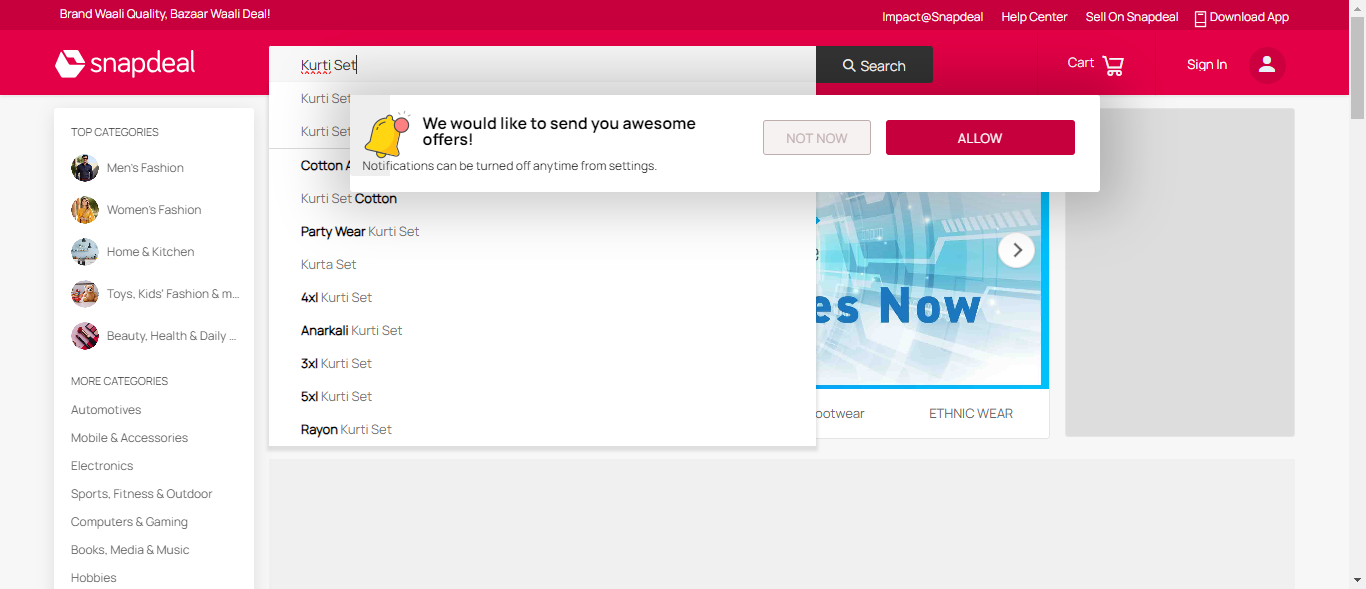 Brand Waali Quality, Bazaar Waali Deal!
Impact@Snapdeal Help Center Sell On Snapdeal Download App
snapdeal
Kurti Set
Search
Cart
Sign In
Kurti Set
Kurti Set
Cotton
Kurti Set Cotton
Party Wear Kurti Set
Kurta Set
4xl Kurti Set
Anarkali Kurti Set
3xl Kurti Set
5xl Kurti Set
Rayon Kurti Set
We would like to send you awesome
offers!
Notifications can be turned off anytime from settings.
NOT NOW
ALLOW
TOP CATEGORIES
Men's Fashion
Women's Fashion
Home & Kitchen
Toys, Kids' Fashion & m...
Beauty, Health & Daily ...
MORE CATEGORIES
Automotives
Mobile & Accessories
Electronics
Sports, Fitness & Outdoor
Computers & Gaming
Books, Media & Music
Hobbies
es Now
ootwear
ETHNIC WEAR